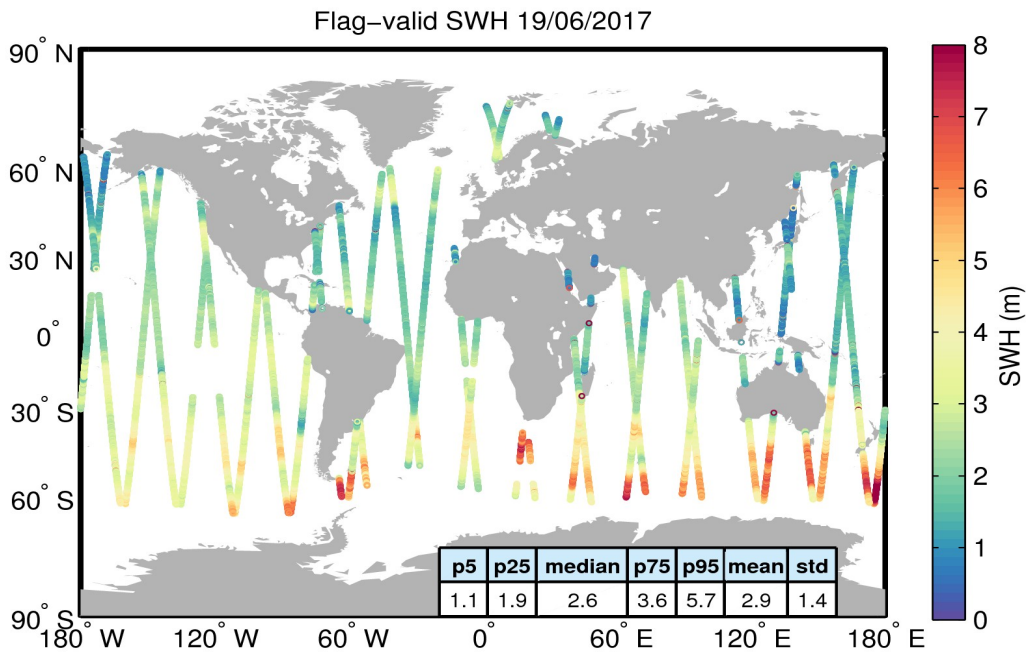 Flag−valid SWH 19/06/2017
90° N
60° N
30° N
0°
30° S
60° S
90° S
180° W
120° W
60° W
0°
60° E
120° E
180° E
p5 p25 median p75 p95 mean std
1.1 1.9 2.6 3.6 5.7 2.9 1.4
8
7
6
5
4
3
2
1
0
SWH (m)